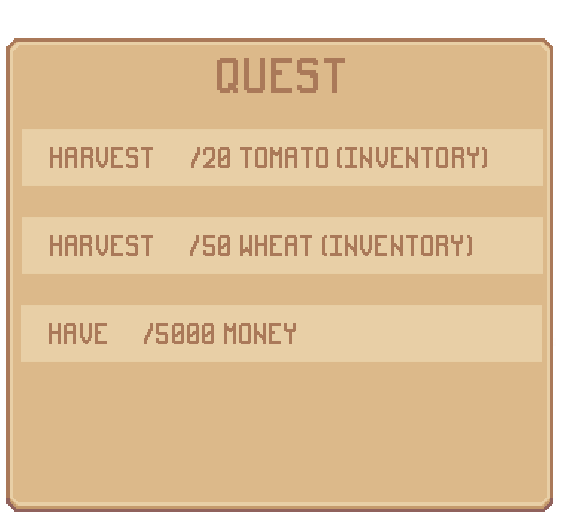 QUEST
HARVEST /20 TOMATO (INVENTORY)
HARVEST /50 WHEAT (INVENTORY)
HAVE /5000 MONEY